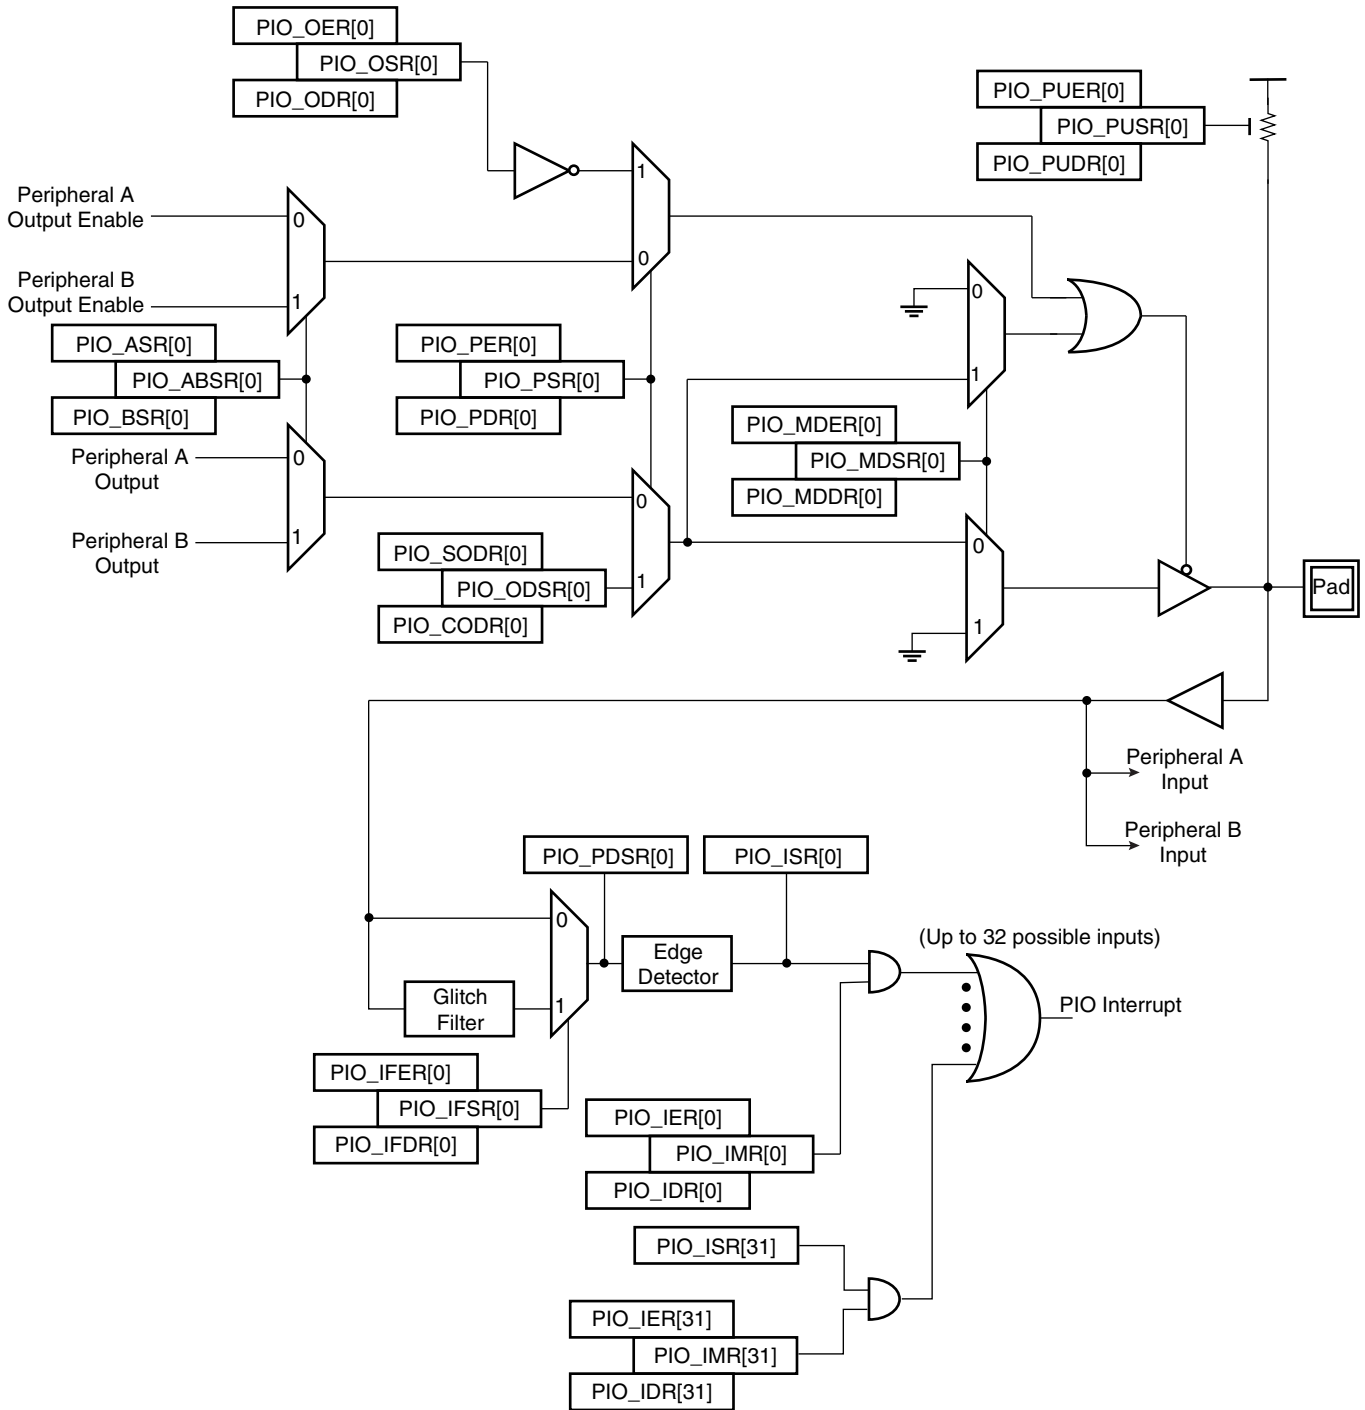 PIO_OER[0]
PIO_OSR[0]
PIO_ODR[0]
PIO_PUER[0]
PIO_PUSR[0]
PIO_PUDR[0]
1
0
Peripheral A
Output Enable
0
Peripheral B
Output Enable
1
0
1
PIO_ASR[0]
PIO_ABSR[0]
PIO_BSR[0]
PIO_PER[0]
PIO_PSR[0]
PIO_PDR[0]
PIO_MDER[0]
PIO_MDSR[0]
PIO_MDDR[0]
Peripheral A
Output
0
Peripheral B
Output
1
0
1
PIO_SODR[0]
PIO_ODSR[0]
PIO_CODR[0]
0
1
Pad
Peripheral A
Input
Peripheral B
Input
PIO_PDSR[0]
PIO_ISR[0]
0
1
Glitch
Filter
Edge
Detector
(Up to 32 possible inputs)
PIO Interrupt
PIO_IFER[0]
PIO_IFSR[0]
PIO_IFDR[0]
PIO_IER[0]
PIO_IMR[0]
PIO_IDR[0]
PIO_ISR[31]
PIO_IER[31]
PIO_IMR[31]
PIO_IDR[31]